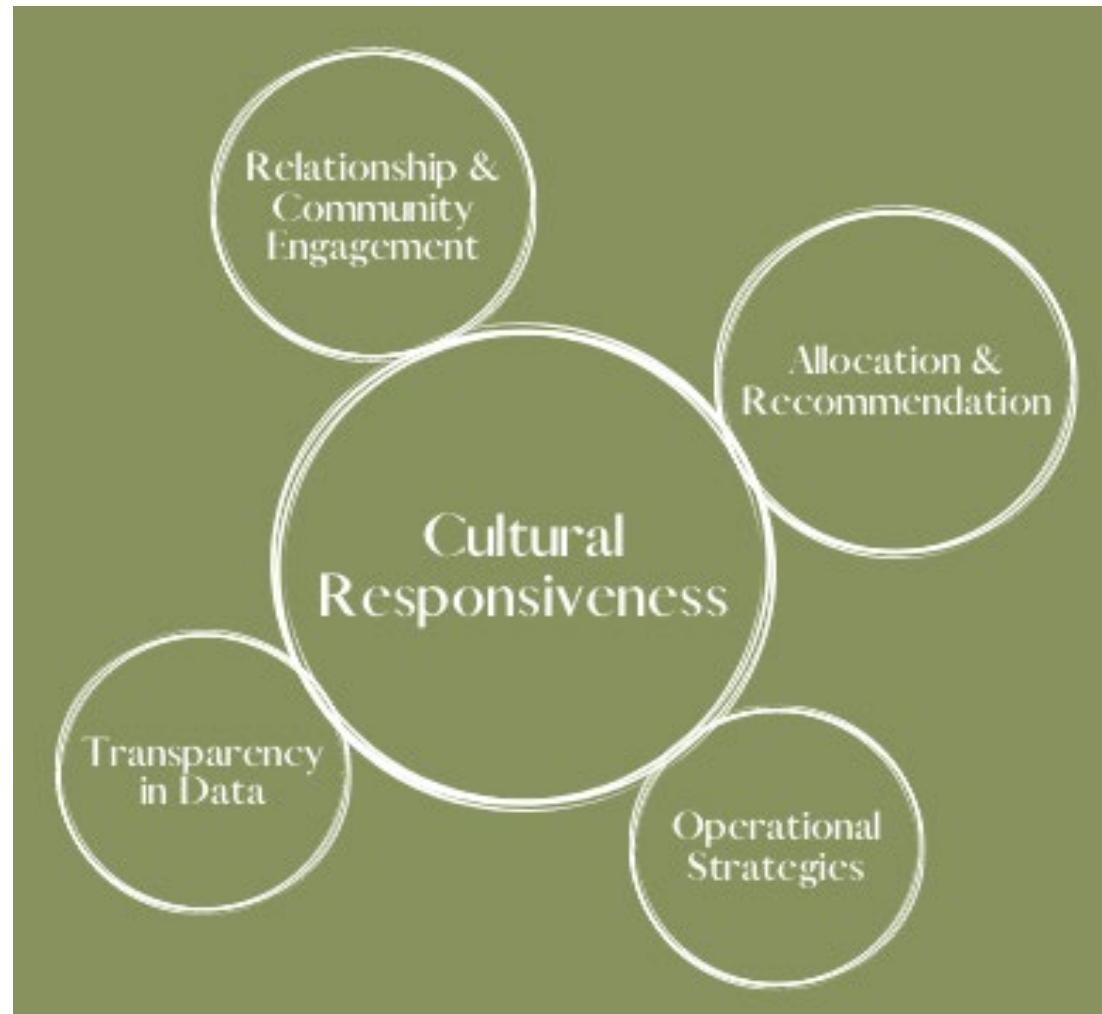 Relationship &
Community
Engagement
Allocation &
Recommendation
Cultural
Responsiveness
Transparency
in Data
Operational
Strategies